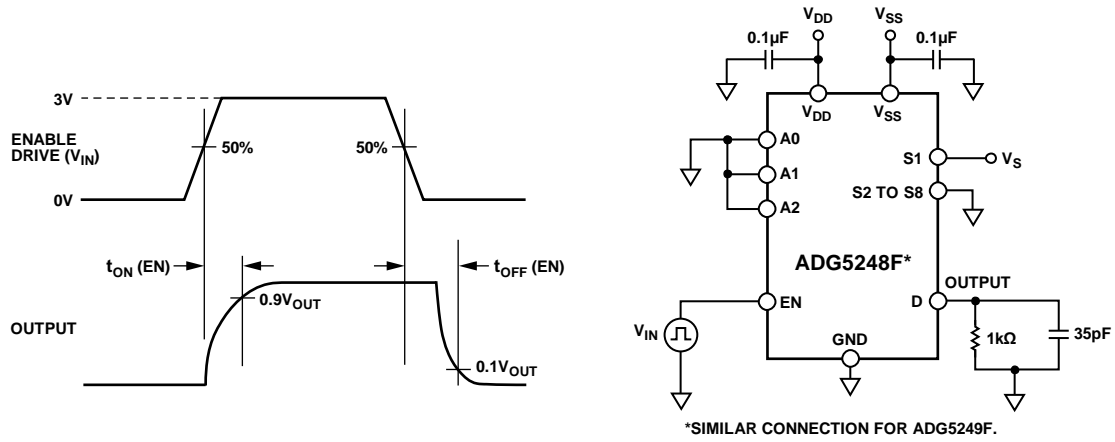 3V
ENABLE
DRIVE (VIN)
50%
50%
0V
tON (EN)
tOFF (EN)
0.9VOUT
OUTPUT
0.1VOUT
VDD
VSS
0.1µF
0.1µF
VDD
VSS
A0
A1
A2
S1
VS
S2 TO S8
ADG5248F*
OUTPUT
EN
D
VIN
GND
1kΩ
35pF
*SIMILAR CONNECTION FOR ADG5249F.